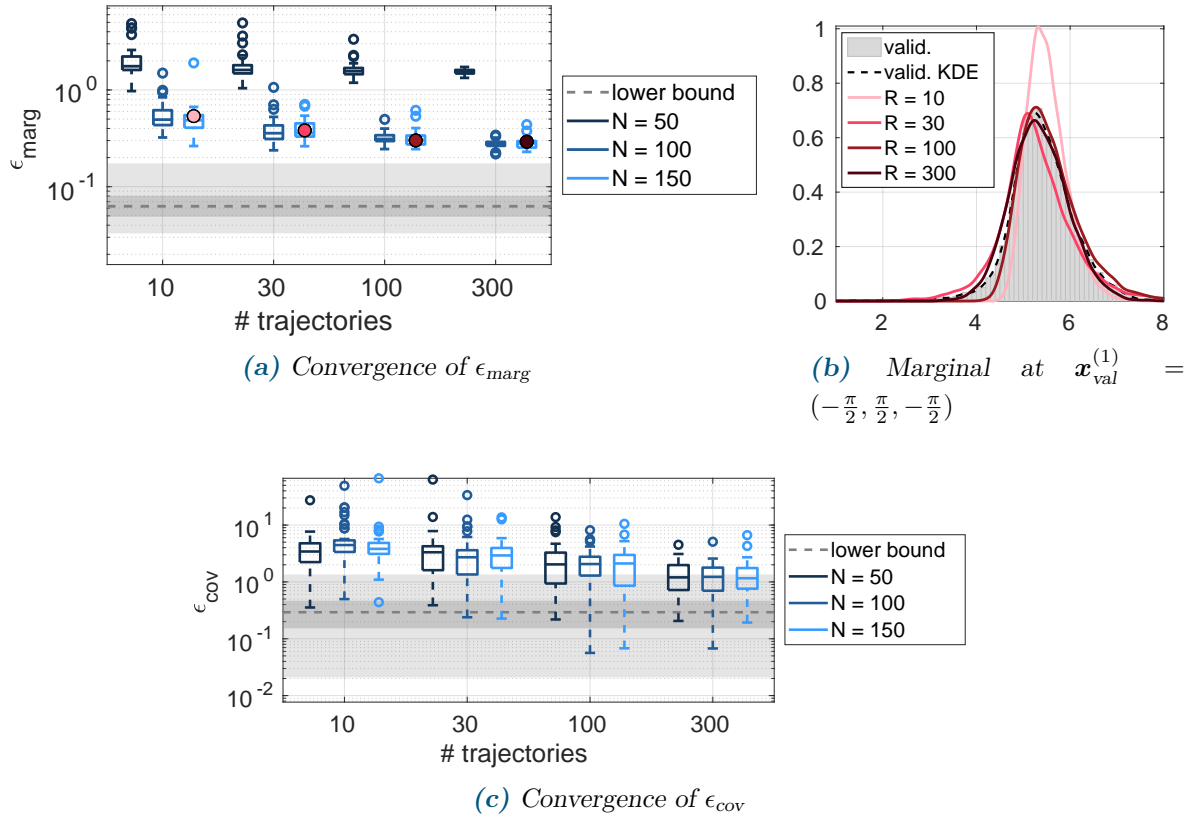 10^0
10^-1
ϵ_marg
10
30
100
300
# trajectories
lower bound
N = 50
N = 100
N = 150
(a) Convergence of ϵ_marg
1
0.8
0.6
0.4
0.2
0
2
4
6
8
valid.
valid. KDE
R = 10
R = 30
R = 100
R = 300
(b) Marginal at x_val^(1) =
(−π/2, π/2, −π/2)
10^1
10^0
10^-1
10^-2
ϵ_cov
10
30
100
300
# trajectories
lower bound
N = 50
N = 100
N = 150
(c) Convergence of ϵ_cov